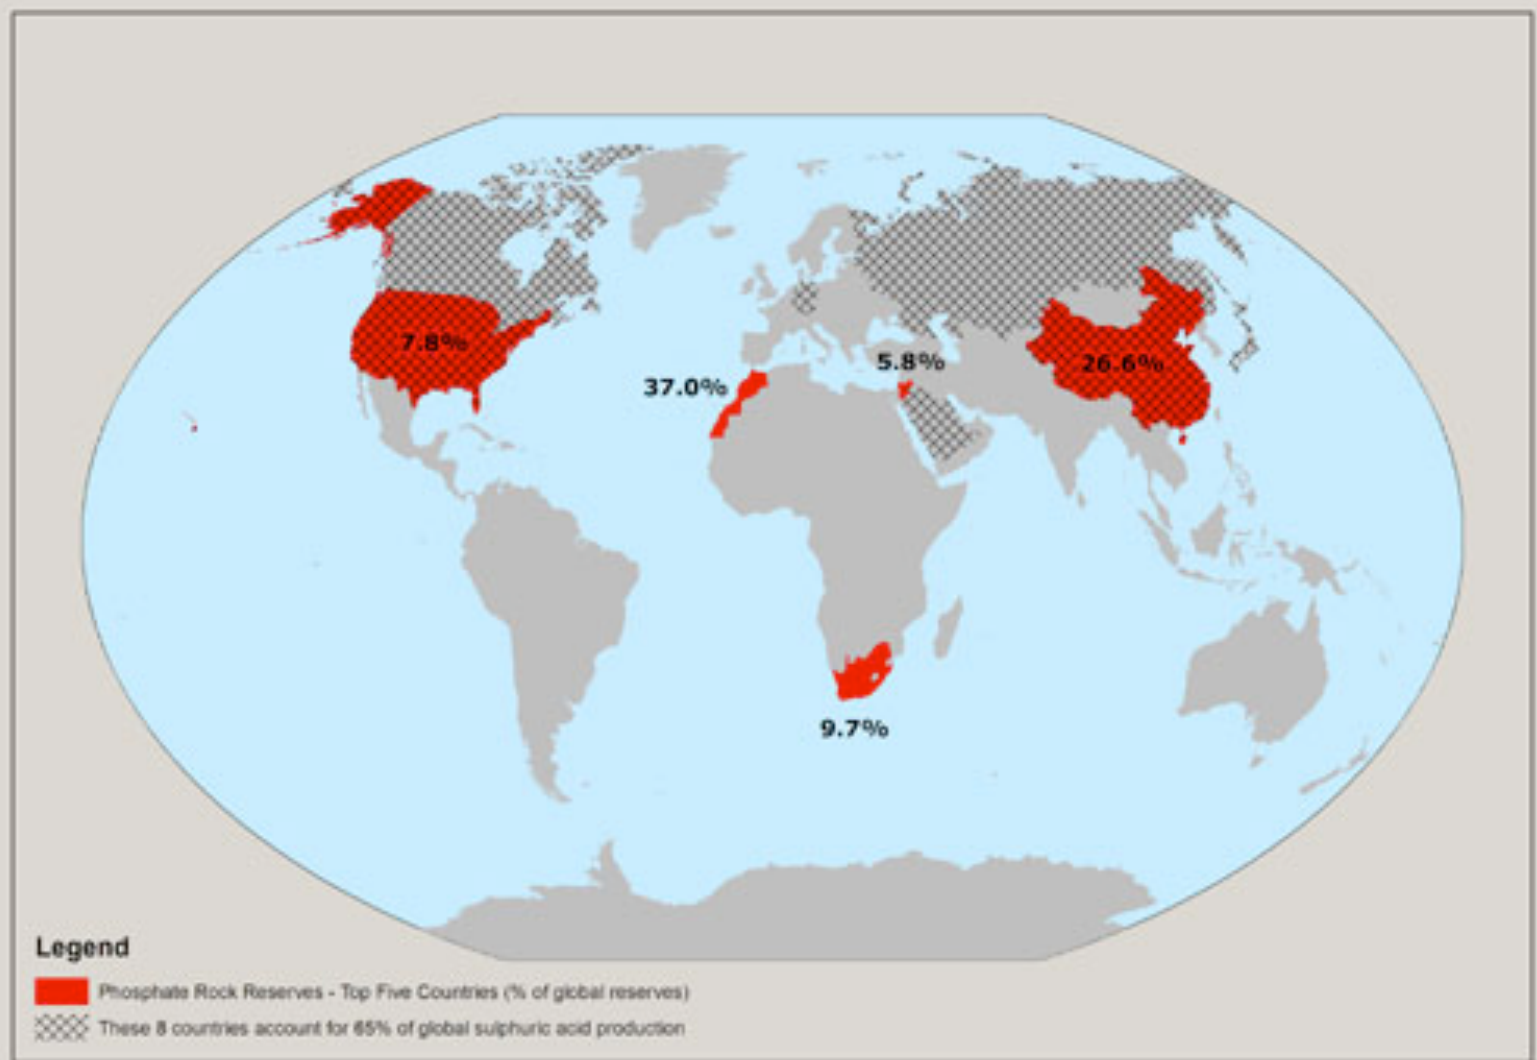 7.8%
37.0%
5.8%
26.6%
9.7%
Legend
Phosphate Rock Reserves - Top Five Countries (% of global reserves)
These 8 countries account for 65% of global sulphuric acid production